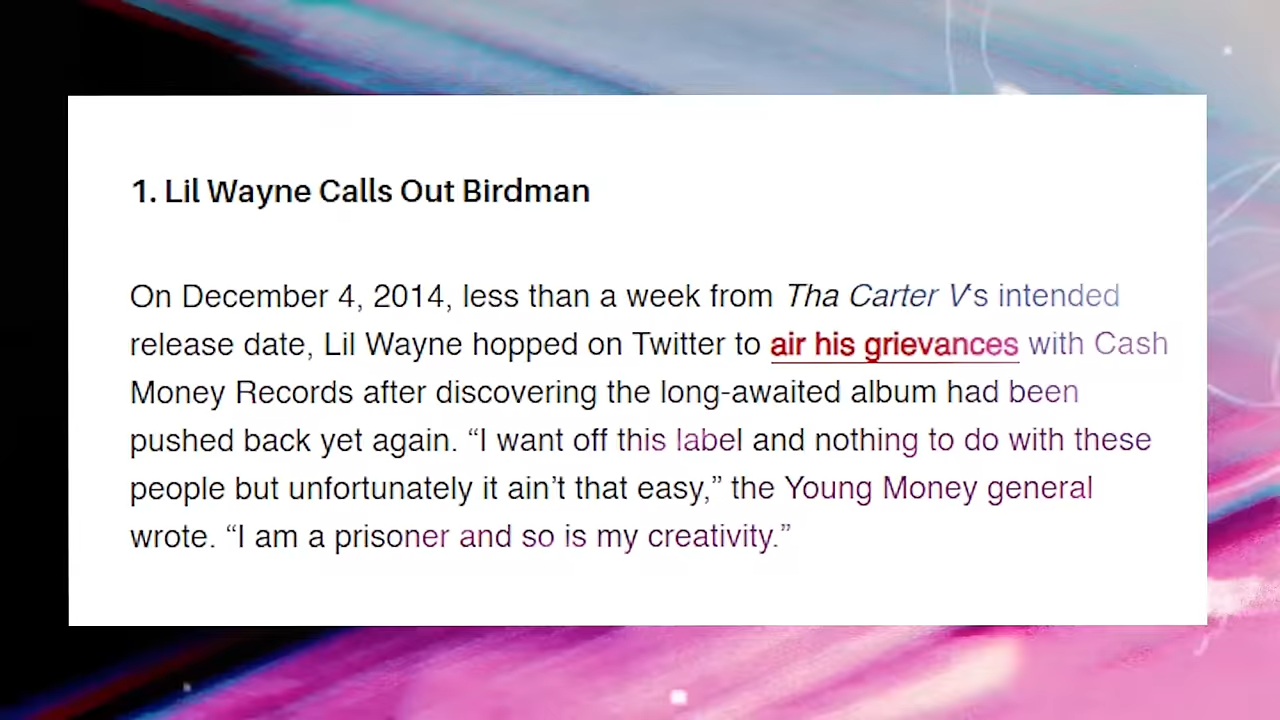 1. Lil Wayne Calls Out Birdman
On December 4, 2014, less than a week from Tha Carter V's intended
release date, Lil Wayne hopped on Twitter to air his grievances with Cash
Money Records after discovering the long-awaited album had been
pushed back yet again. “I want off this label and nothing to do with these
people but unfortunately it ain’t that easy,” the Young Money general
wrote. “I am a prisoner and so is my creativity.”